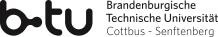 b-tu
Brandenburgische
Technische Universität
Cottbus - Senftenberg